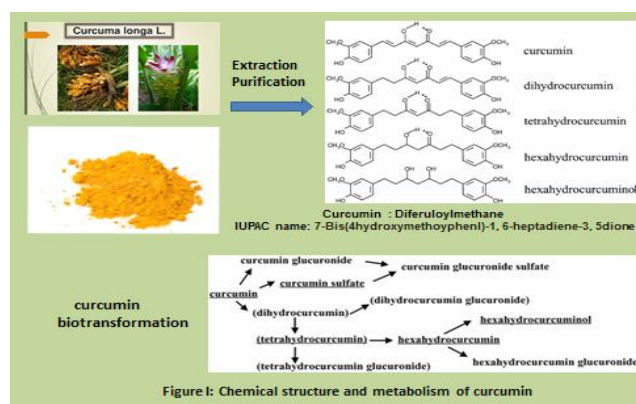 Curcuma longa L.
Extraction
Purification
curcumin
dihydrocurcumin
tetrahydrocurcumin
hexahydrocurcumin
hexahydrocurcuminol
Curcumin : Diferuloylmethane
IUPAC name: 7-Bis(4hydroxymethoyphenl)-1, 6-heptadiene-3, 5dione
curcumin
biotransformation
curcumin glucuronide
curcumin sulfate
curcumin glucuronide sulfate
curcumin
(dihydrocurcumin)
(dihydrocurcumin glucuronide)
(tetrahydrocurcumin)
hexahydrocurcumin
hexahydrocurcuminol
(tetrahydrocurcumin glucuronide)
hexahydrocurcumin glucuronide
Figure I: Chemical structure and metabolism of curcumin